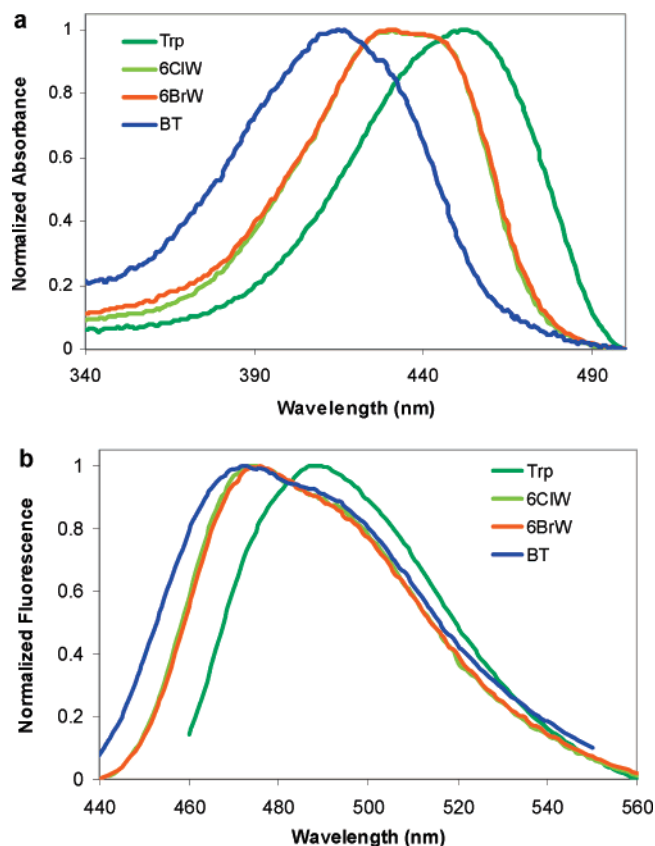 a
1
0.8
0.6
0.4
0.2
0
Normalized Absorbance
Trp
6ClW
6BrW
BT
340
390
440
490
Wavelength (nm)
b
1
0.8
0.6
0.4
0.2
0
Normalized Fluorescence
Trp
6ClW
6BrW
BT
440
460
480
500
520
540
560
Wavelength (nm)